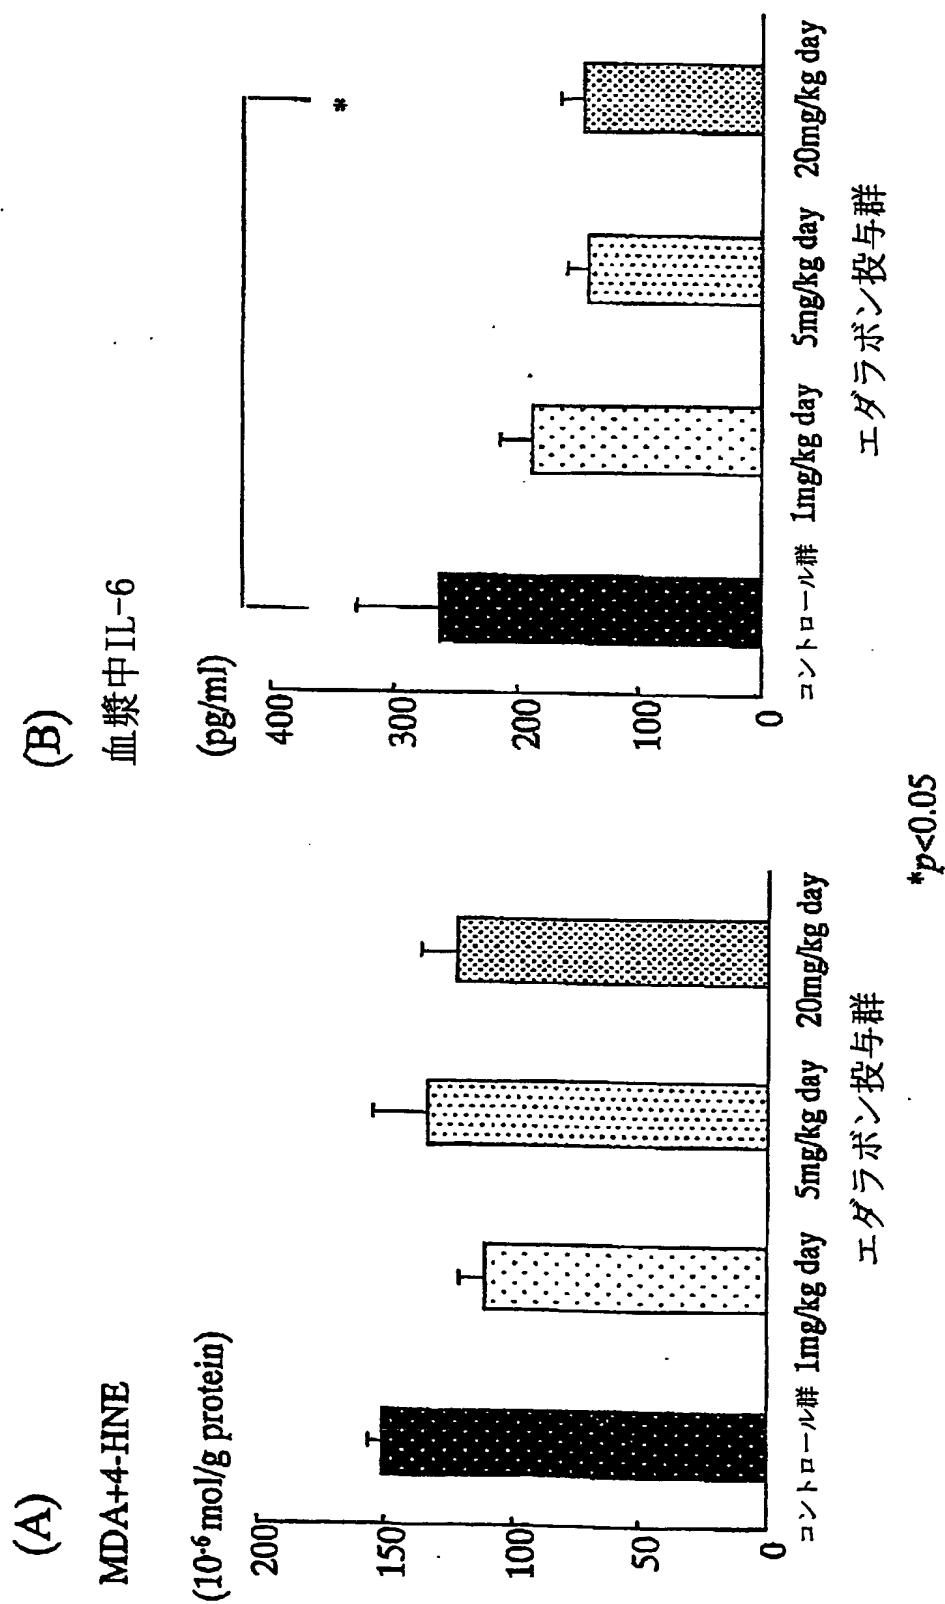 (A)
MDA+4-HNE
(10-6 mol/g protein)
200
150
100
50
0
コントロール群 1mg/kg day 5mg/kg day 20mg/kg day
エダラボン投与群
(B)
血漿中IL-6
(pg/ml)
400
300
200
100
0
*
コントロール群 1mg/kg day 5mg/kg day 20mg/kg day
エダラボン投与群
*p<0.05